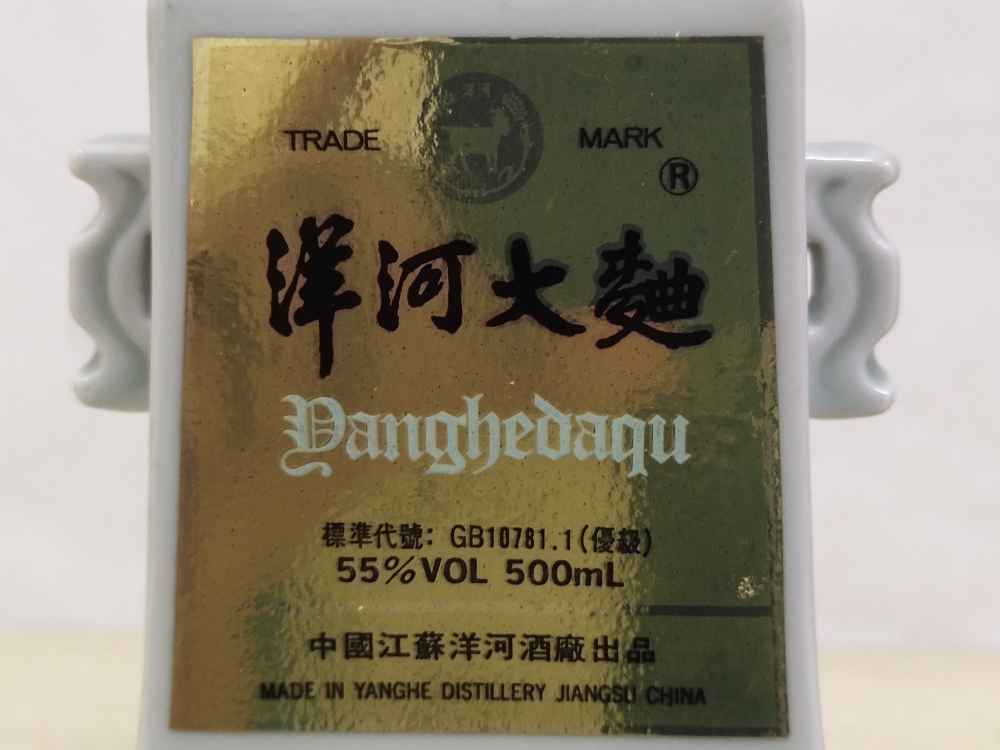 TRADE MARK
®
洋河大麯
Yanghedaqu
標準代號: GB10781.1(優級)
55%VOL 500mL
中國江蘇洋河酒廠出品
MADE IN YANGHE DISTILLERY JIANGSU CHINA